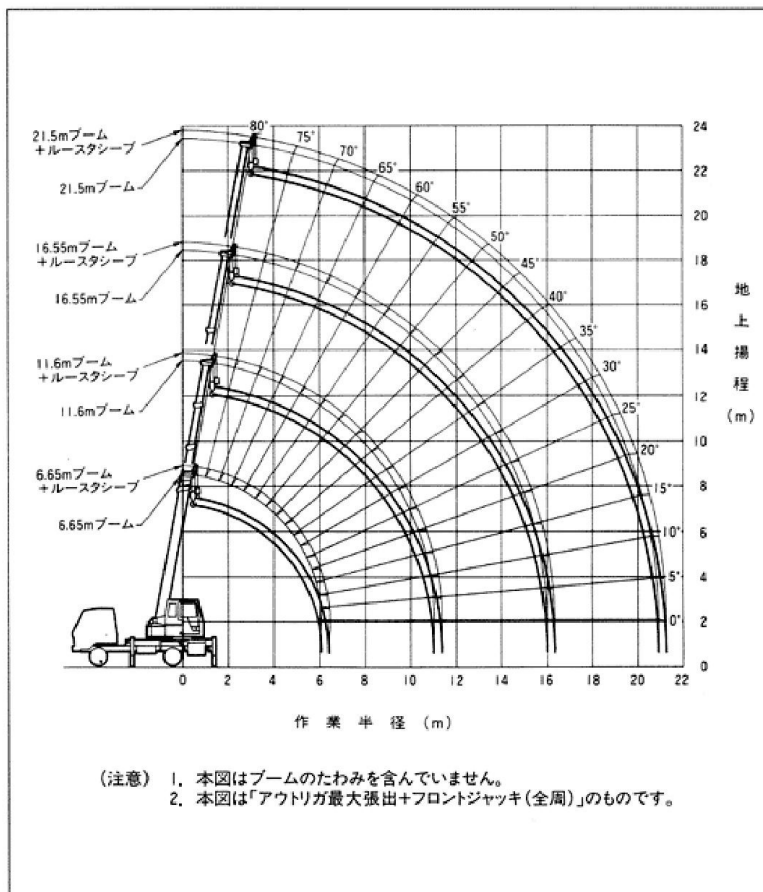 21.5mブーム
+ルースタシーブ
21.5mブーム
16.55mブーム
+ルースタシーブ
16.55mブーム
11.6mブーム
+ルースタシーブ
11.6mブーム
6.65mブーム
+ルースタシーブ
6.65mブーム
80°
75°
70°
65°
60°
55°
50°
45°
40°
35°
30°
25°
20°
15°
10°
5°
0°
24
22
20
18
16
14
12
10
8
6
4
2
0
地上揚程(m)
0 2 4 6 8 10 12 14 16 18 20 22
作業半径(m)
(注意) 1. 本図はブームのたわみを含んでいません。
2. 本図は「アウトリガ最大張出+フロントジャッキ(全周)」のものです。